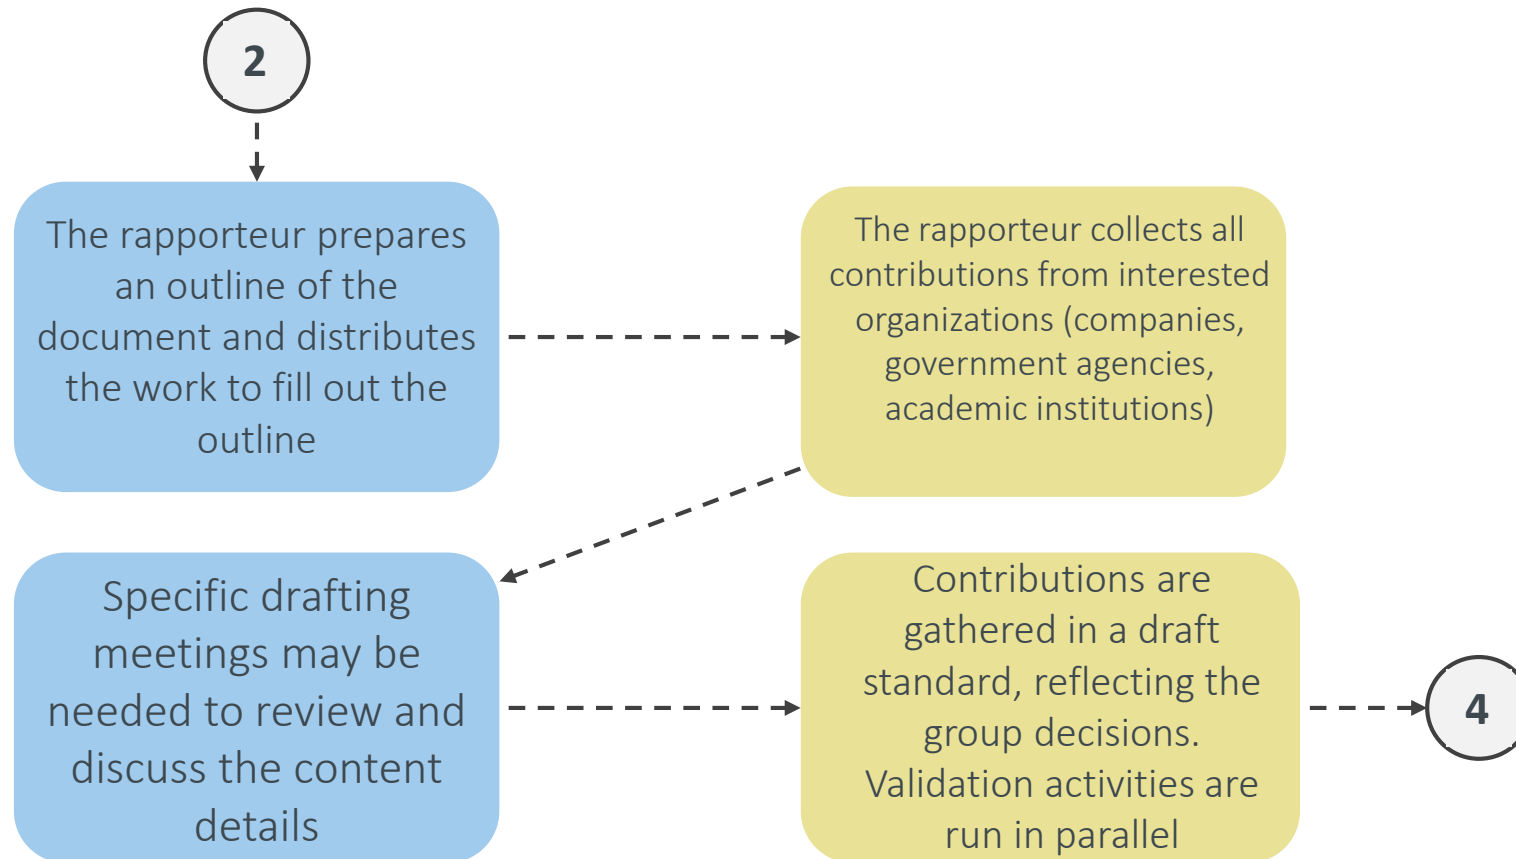 2
The rapporteur prepares
an outline of the
document and distributes
the work to fill out the
outline
The rapporteur collects all
contributions from interested
organizations (companies,
government agencies,
academic institutions)
Specific drafting
meetings may be
needed to review and
discuss the content
details
Contributions are
gathered in a draft
standard, reflecting the
group decisions.
Validation activities are
run in parallel
4